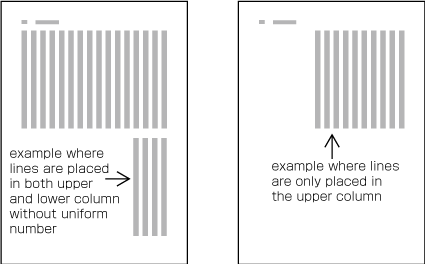 example where
lines are placed
in both upper
and lower column
without uniform
number
example where lines
are only placed in
the upper column